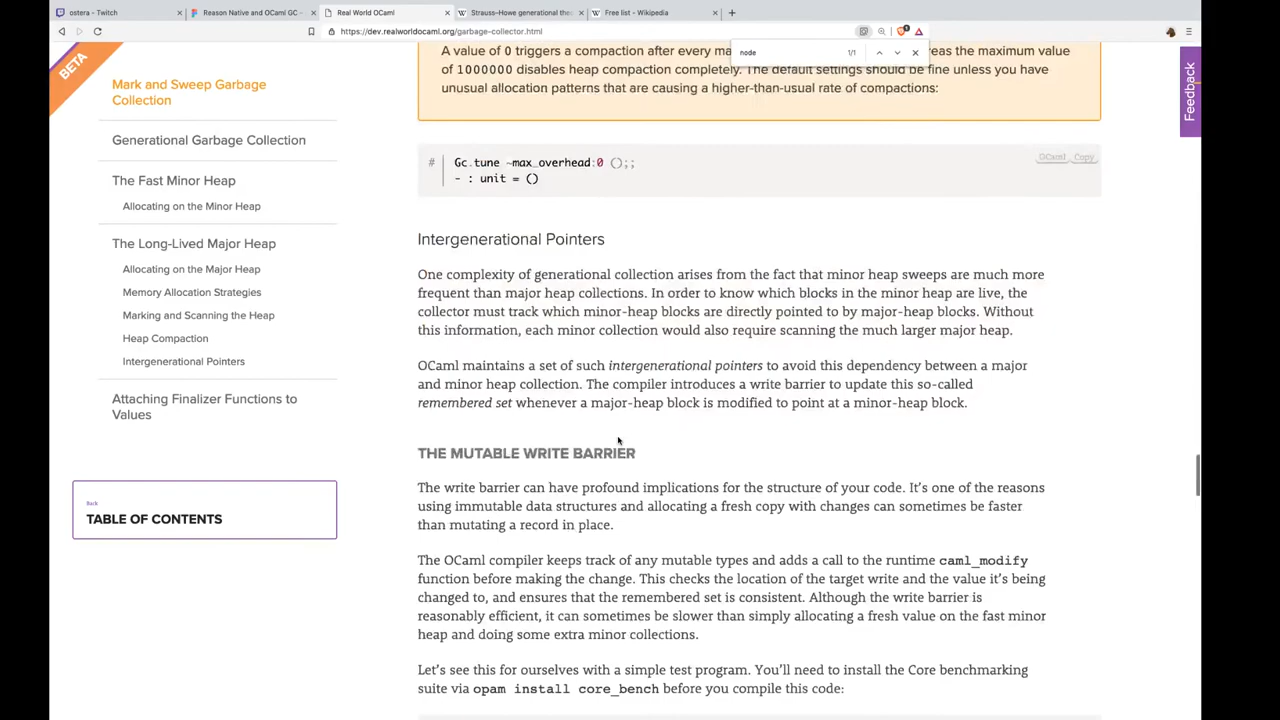 ostera - Twitch
Reason Native and OCaml GC -
Real World OCaml
Strauss–Howe generational the
Free list - Wikipedia
https://dev.realworldocaml.org/garbage-collector.html
node
1/1
BETA
Feedback
Mark and Sweep Garbage
Collection
Generational Garbage Collection
The Fast Minor Heap
Allocating on the Minor Heap
The Long-Lived Major Heap
Allocating on the Major Heap
Memory Allocation Strategies
Marking and Scanning the Heap
Heap Compaction
Intergenerational Pointers
Attaching Finalizer Functions to
Values
Back
TABLE OF CONTENTS
A value of 0 triggers a compaction after every ma
reas the maximum value
of 1000000 disables heap compaction completely. The default settings should be fine unless you have
unusual allocation patterns that are causing a higher-than-usual rate of compactions:
# Gc.tune ~max_overhead:0 ();;
- : unit = ()
OCaml Copy
Intergenerational Pointers
One complexity of generational collection arises from the fact that minor heap sweeps are much more
frequent than major heap collections. In order to know which blocks in the minor heap are live, the
collector must track which minor-heap blocks are directly pointed to by major-heap blocks. Without
this information, each minor collection would also require scanning the much larger major heap.
OCaml maintains a set of such intergenerational pointers to avoid this dependency between a major
and minor heap collection. The compiler introduces a write barrier to update this so-called
remembered set whenever a major-heap block is modified to point at a minor-heap block.
THE MUTABLE WRITE BARRIER
The write barrier can have profound implications for the structure of your code. It's one of the reasons
using immutable data structures and allocating a fresh copy with changes can sometimes be faster
than mutating a record in place.
The OCaml compiler keeps track of any mutable types and adds a call to the runtime caml_modify
function before making the change. This checks the location of the target write and the value it's being
changed to, and ensures that the remembered set is consistent. Although the write barrier is
reasonably efficient, it can sometimes be slower than simply allocating a fresh value on the fast minor
heap and doing some extra minor collections.
Let's see this for ourselves with a simple test program. You'll need to install the Core benchmarking
suite via opam install core_bench before you compile this code: